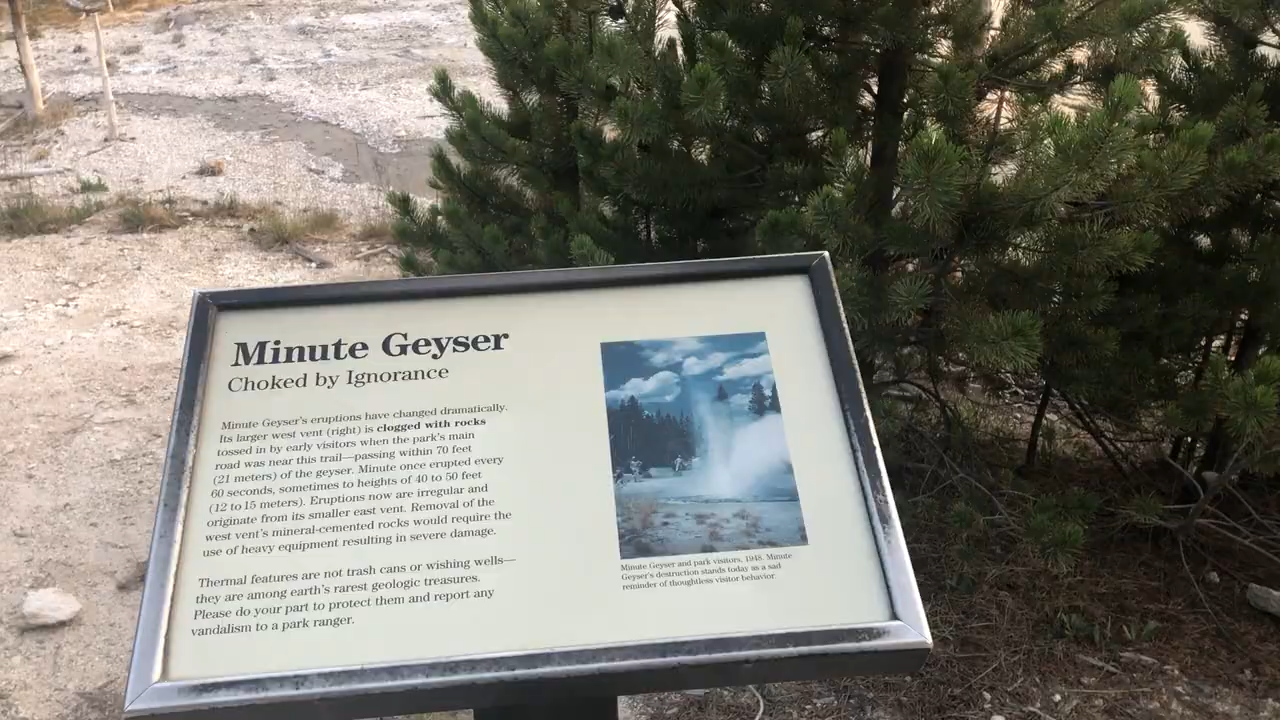 Minute Geyser
Choked by Ignorance
Minute Geyser's eruptions have changed dramatically.
Its larger west vent (right) is clogged with rocks
tossed in by early visitors when the park's main
road was near this trail—passing within 70 feet
(21 meters) of the geyser. Minute once erupted every
60 seconds, sometimes to heights of 40 to 50 feet
(12 to 15 meters). Eruptions now are irregular and
originate from its smaller east vent. Removal of the
west vent's mineral-cemented rocks would require the
use of heavy equipment resulting in severe damage.
Thermal features are not trash cans or wishing wells—
they are among earth's rarest geologic treasures.
Please do your part to protect them and report any
vandalism to a park ranger.
Minute Geyser and park visitors, 1948. Minute
Geyser's destruction stands today as a sad
reminder of thoughtless visitor behavior.